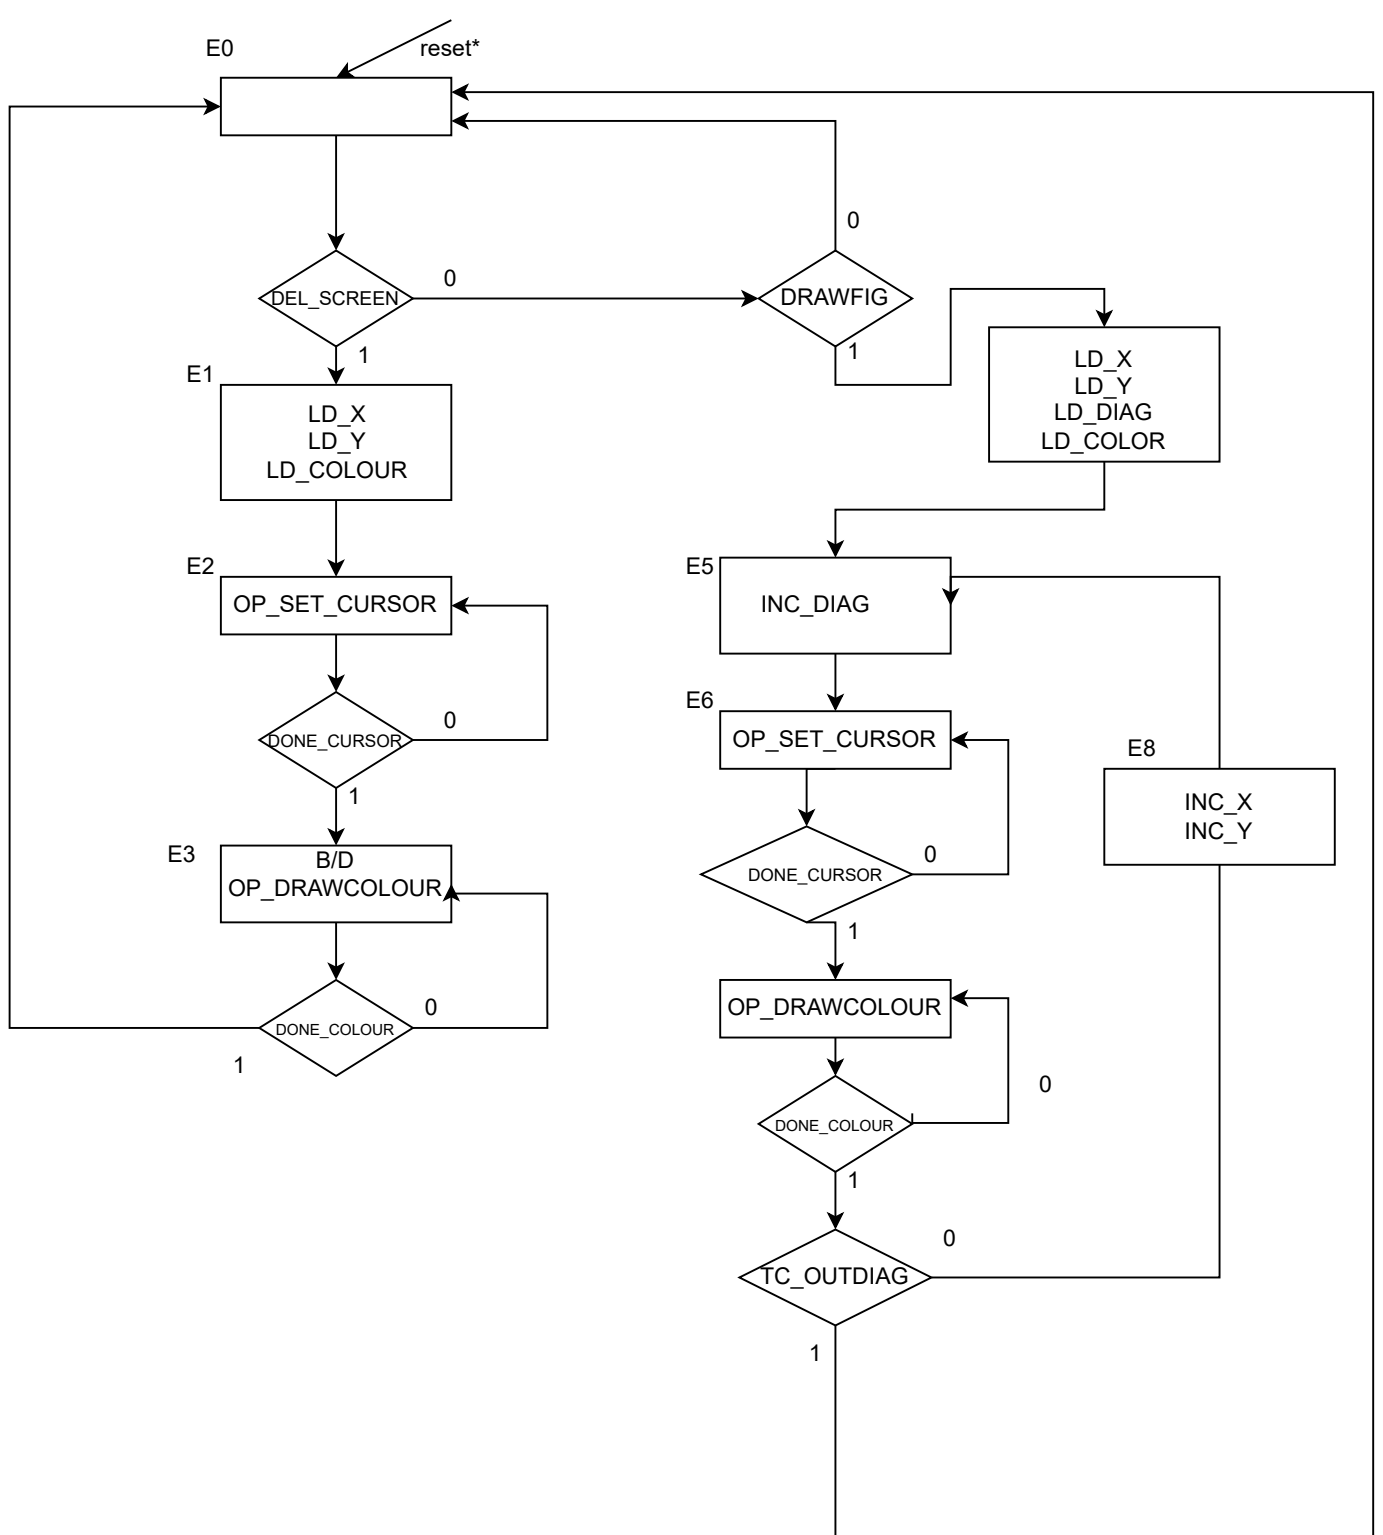 E0
reset*
0
DEL_SCREEN
0
DRAWFIG
1
1
E1
LD_X
LD_Y
LD_COLOUR
LD_X
LD_Y
LD_DIAG
LD_COLOR
E2
OP_SET_CURSOR
E5
INC_DIAG
DONE_CURSOR
0
1
E6
OP_SET_CURSOR
E8
INC_X
INC_Y
E3
B/D
OP_DRAWCOLOUR
DONE_CURSOR
0
1
DONE_COLOUR
0
1
OP_DRAWCOLOUR
0
DONE_COLOUR
1
TC_OUTDIAG
0
1